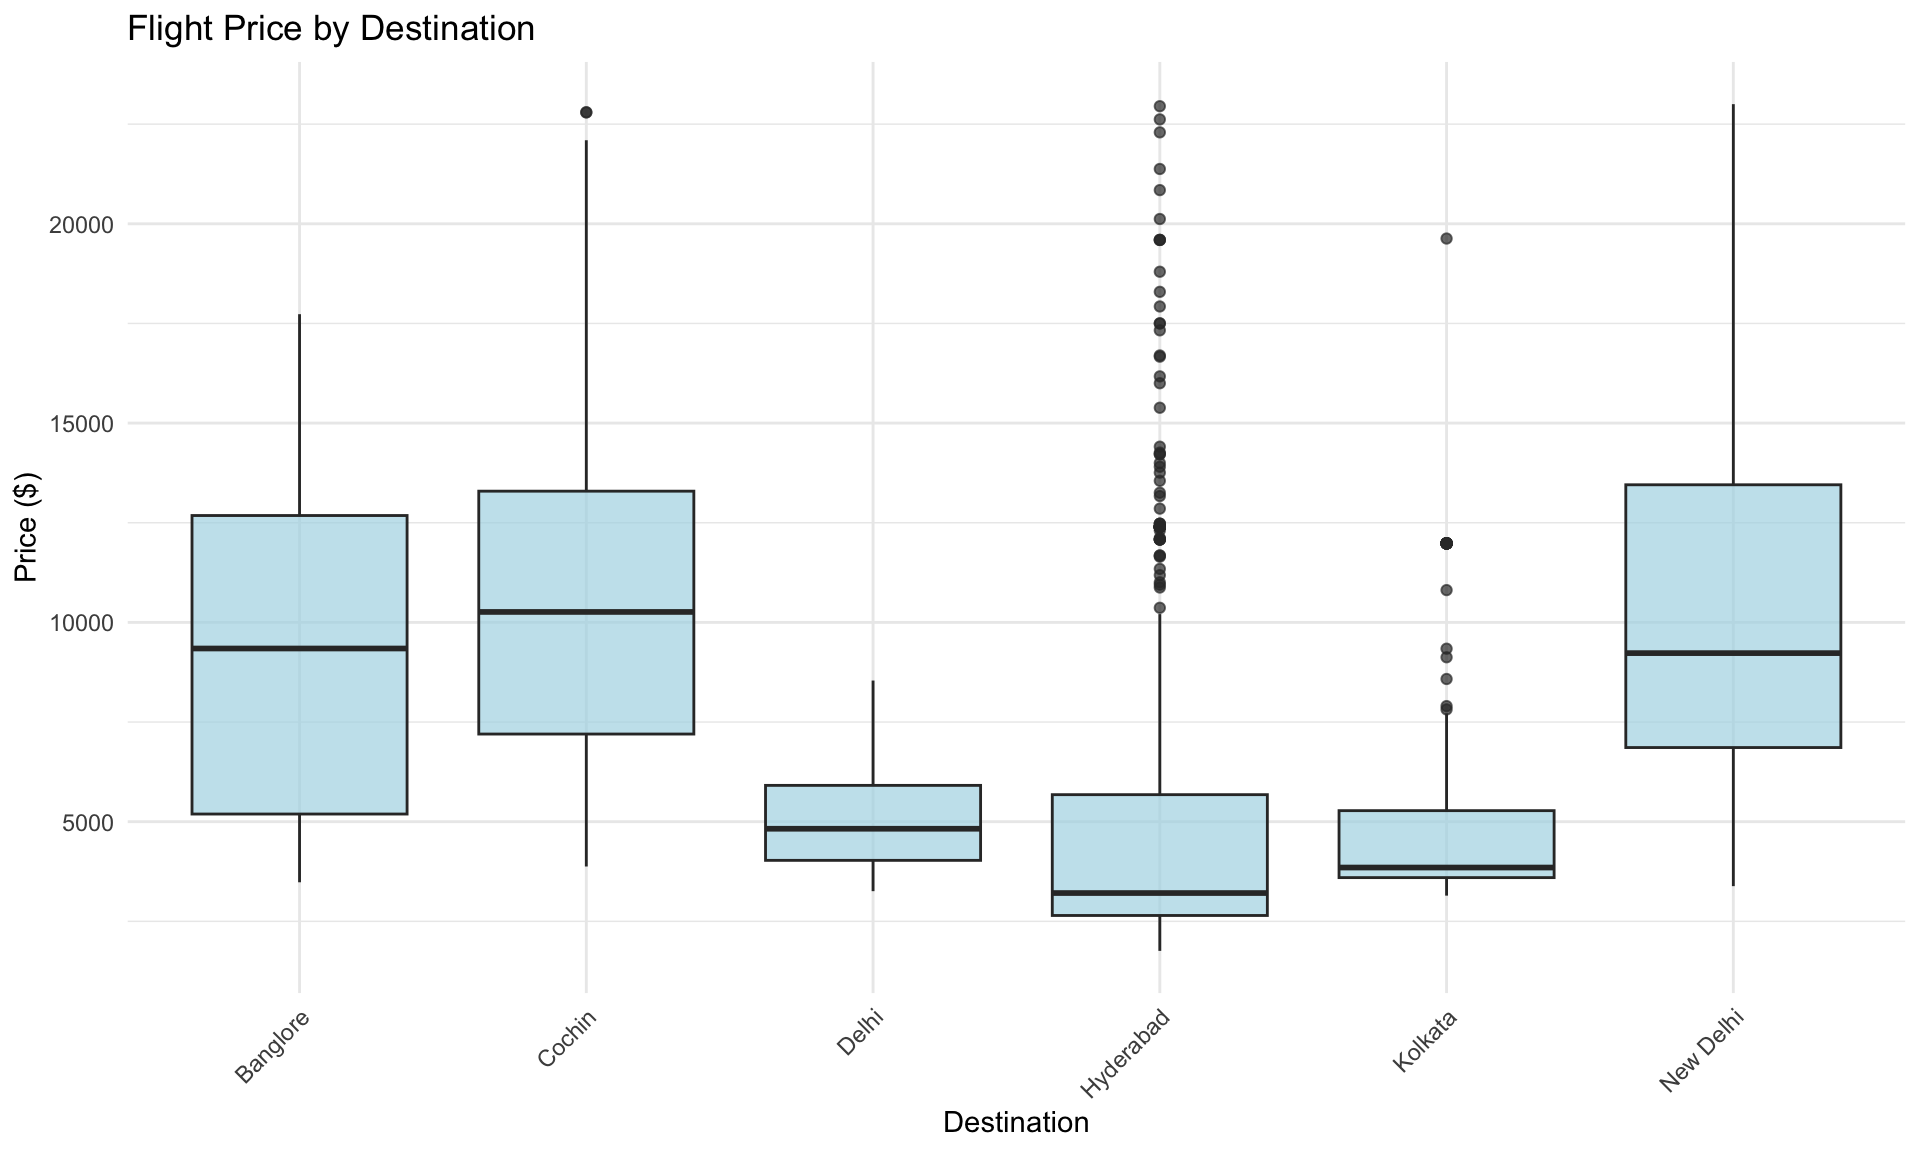 Flight Price by Destination
Price ($)
20000
15000
10000
5000
Banglore
Cochin
Delhi
Hyderabad
Kolkata
New Delhi
Destination